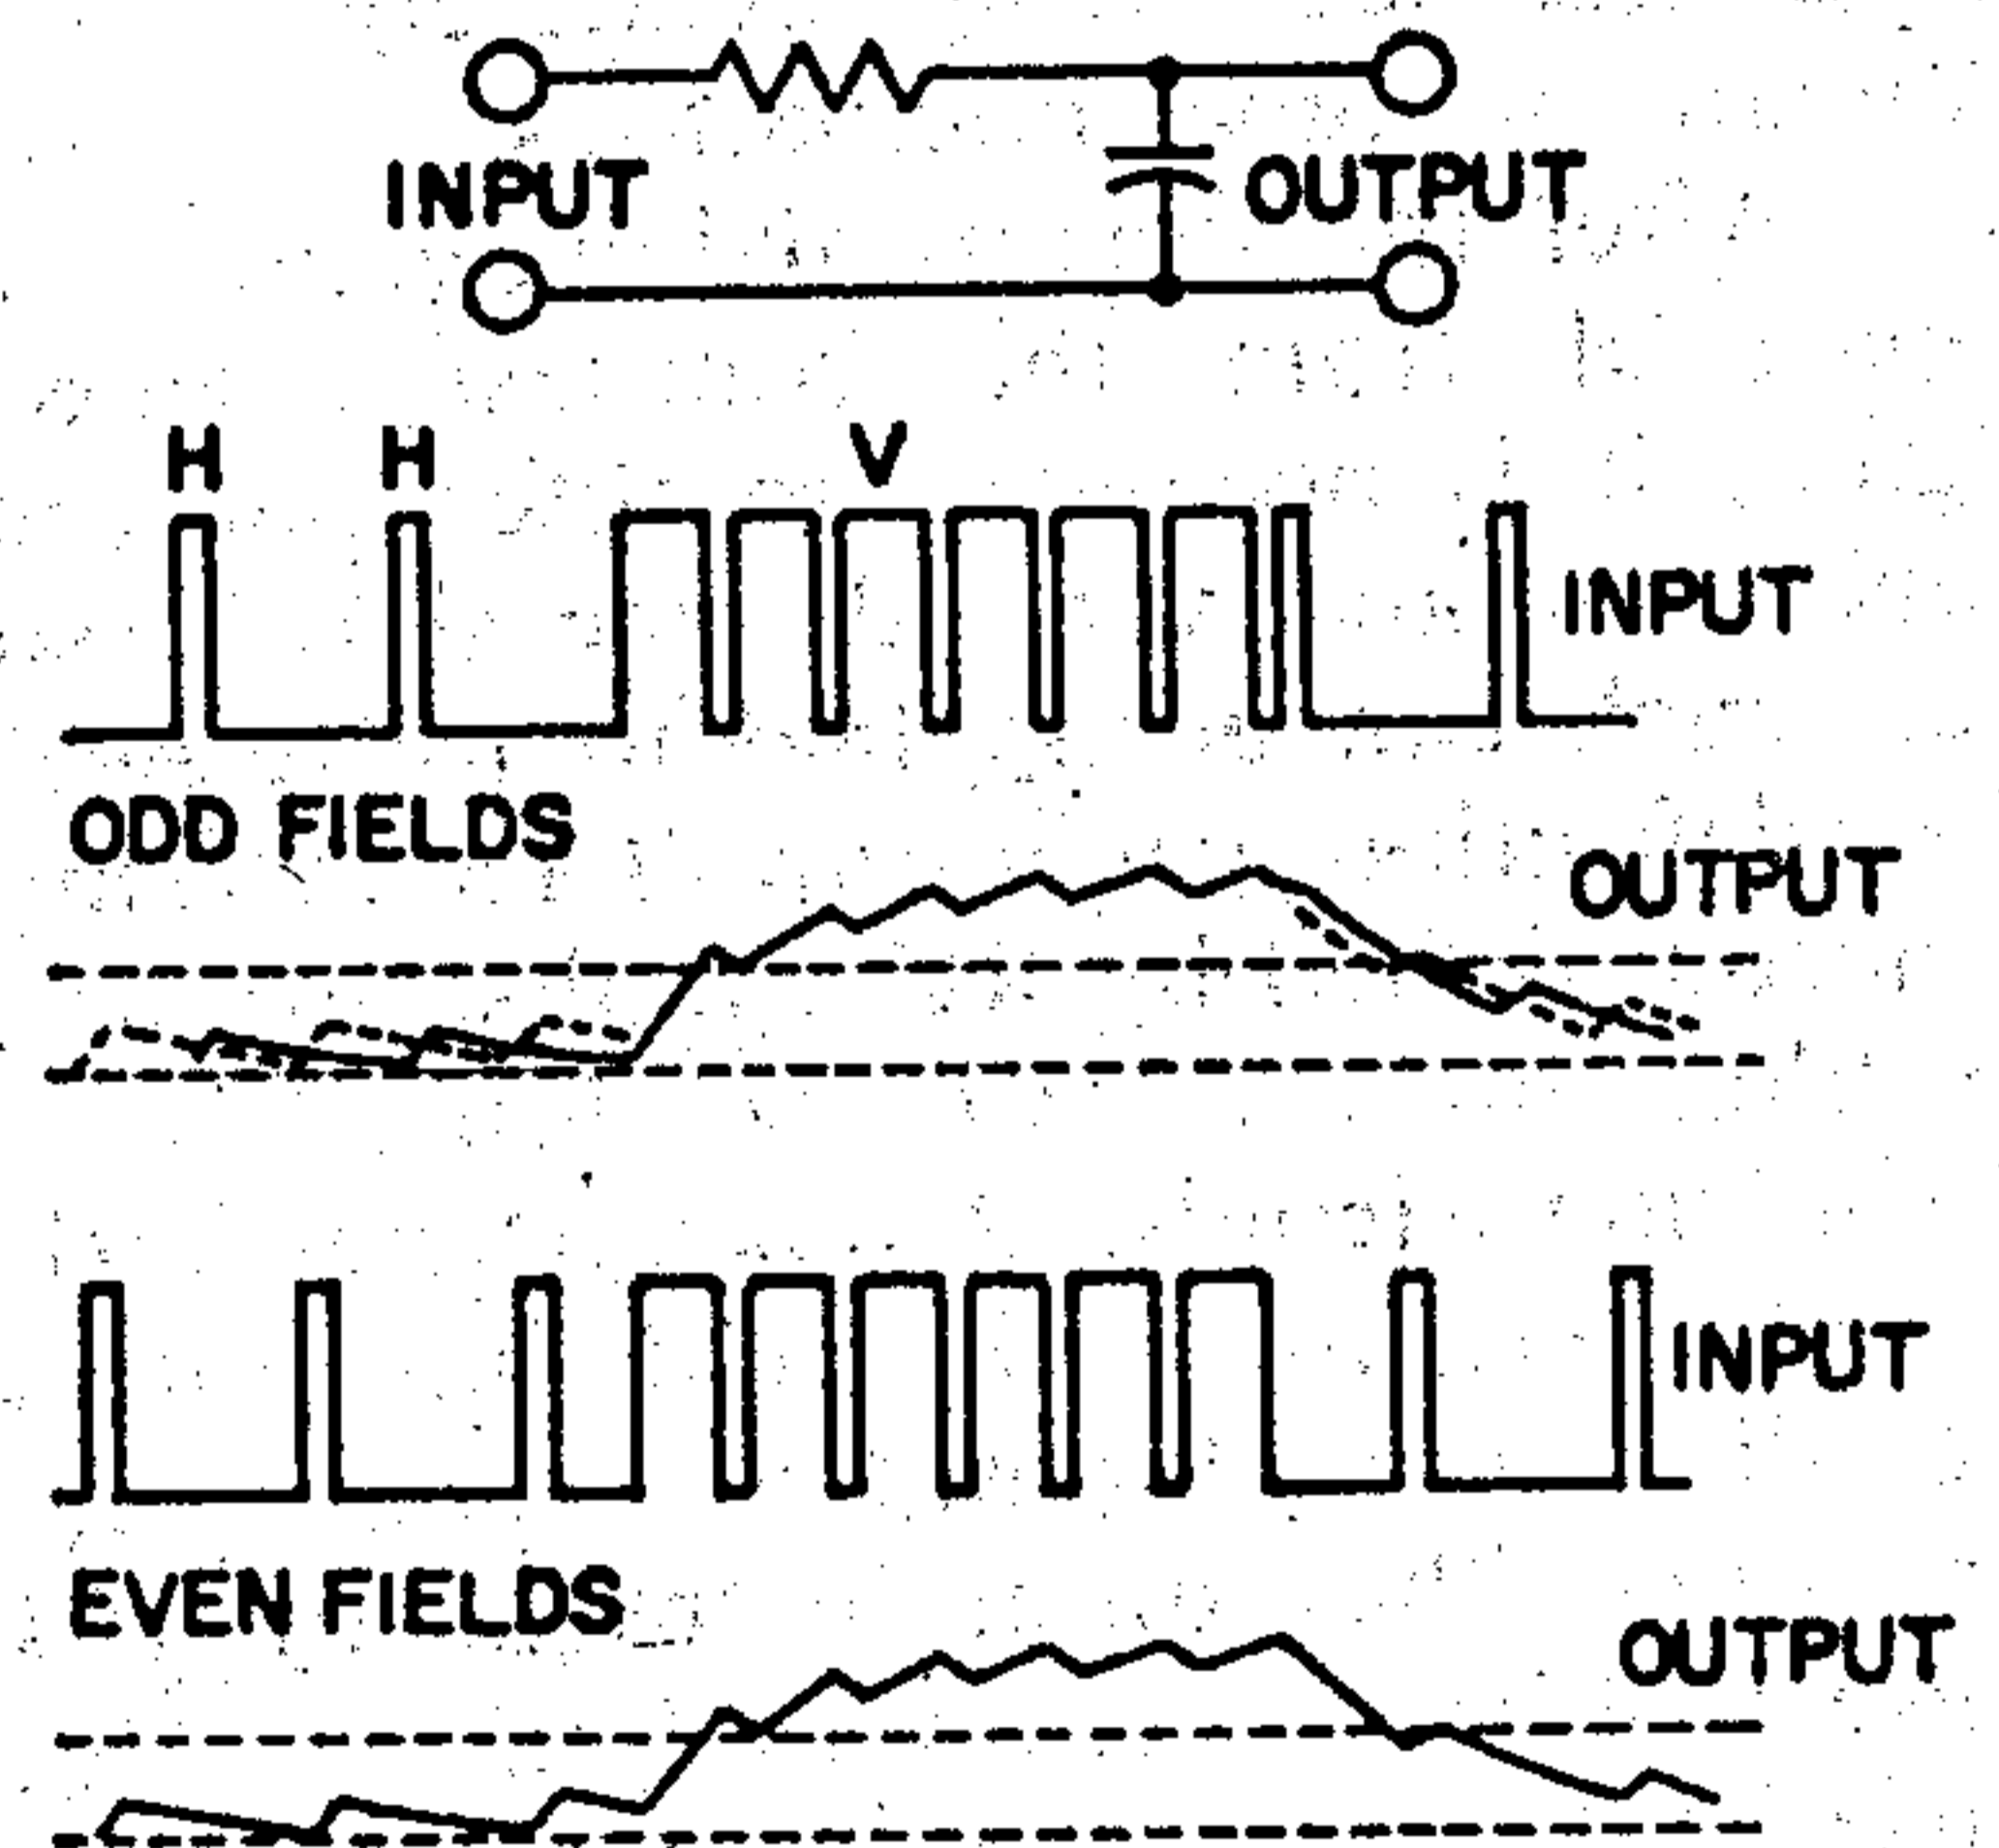 INPUT
OUTPUT
H H V
INPUT
ODD FIELDS
OUTPUT
INPUT
EVEN FIELDS
OUTPUT